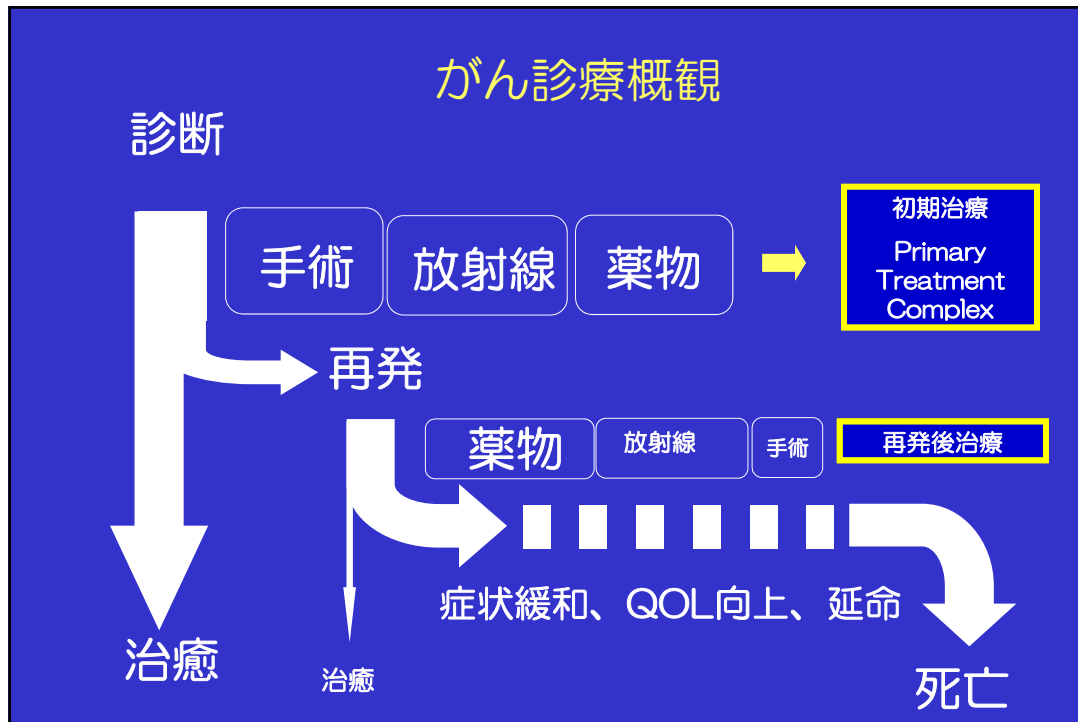 がん診療概観
診断
手術
放射線
薬物
初期治療
Primary
Treatment
Complex
再発
薬物
放射線
手術
再発後治療
症状緩和、QOL向上、延命
治癒
治癒
死亡